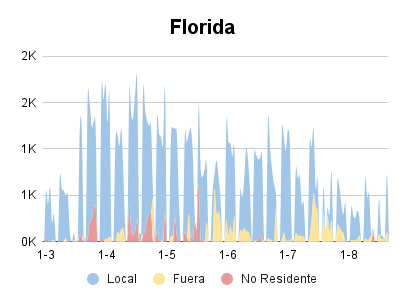 Florida
2K
2K
1K
1K
0K
1-3 1-4 1-5 1-6 1-7 1-8
Local Fuera No Residente